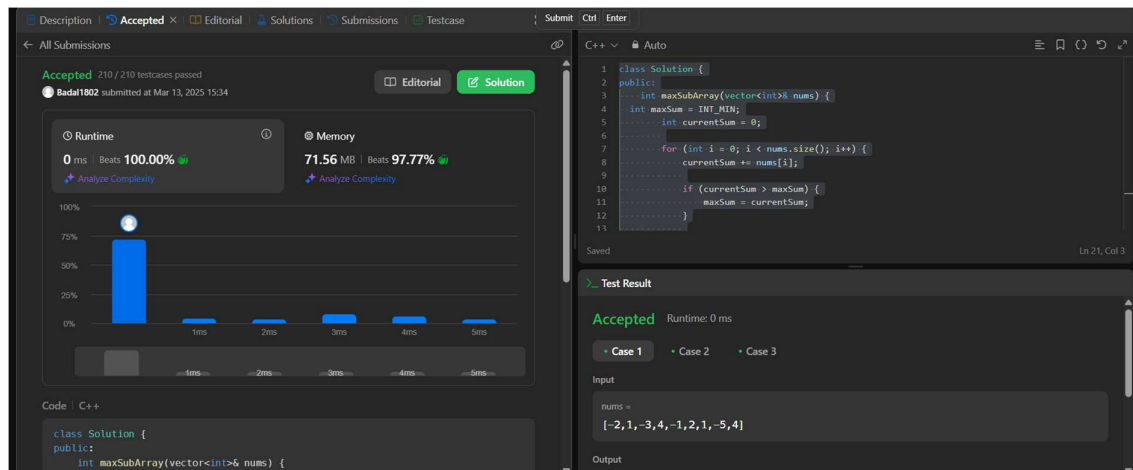 Description | Accepted × | Editorial | Solutions | Submissions | Testcase
Submit Ctrl Enter
← All Submissions
Accepted 210 / 210 testcases passed
Badal1802 submitted at Mar 13, 2025 15:34
Editorial
Solution
Runtime
0 ms | Beats 100.00%
Analyze Complexity
Memory
71.56 MB | Beats 97.77%
Analyze Complexity
100%
75%
50%
25%
0%
1ms 2ms 3ms 4ms 5ms
1ms 2ms 3ms 4ms 5ms
Code | C++
class Solution {
public:
    int maxSubArray(vector<int>& nums) {
C++ Auto
1 class Solution {
2 public:
3     int maxSubArray(vector<int>& nums) {
4   int maxSum = INT_MIN;
5         int currentSum = 0;
6
7         for (int i = 0; i < nums.size(); i++) {
8             currentSum += nums[i];
9
10             if (currentSum > maxSum) {
11                 maxSum = currentSum;
12             }
13
Saved
Ln 21, Col 3
Test Result
Accepted Runtime: 0 ms
• Case 1 • Case 2 • Case 3
Input
nums =
[-2,1,-3,4,-1,2,1,-5,4]
Output